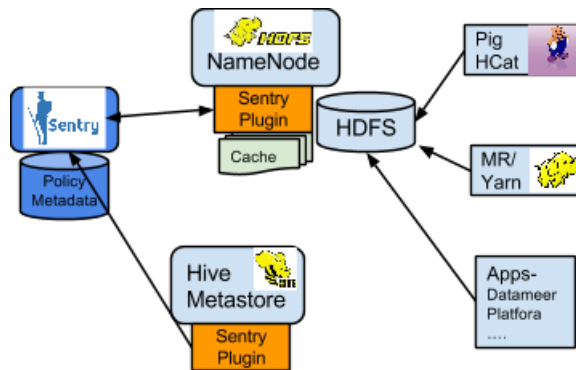 HDFS
NameNode
Sentry
Plugin
Cache
HDFS
Sentry
Policy
Metadata
Hive
Metastore
Sentry
Plugin
Pig
HCat
MR/
Yarn
Apps-
Datameer
Platfora
....